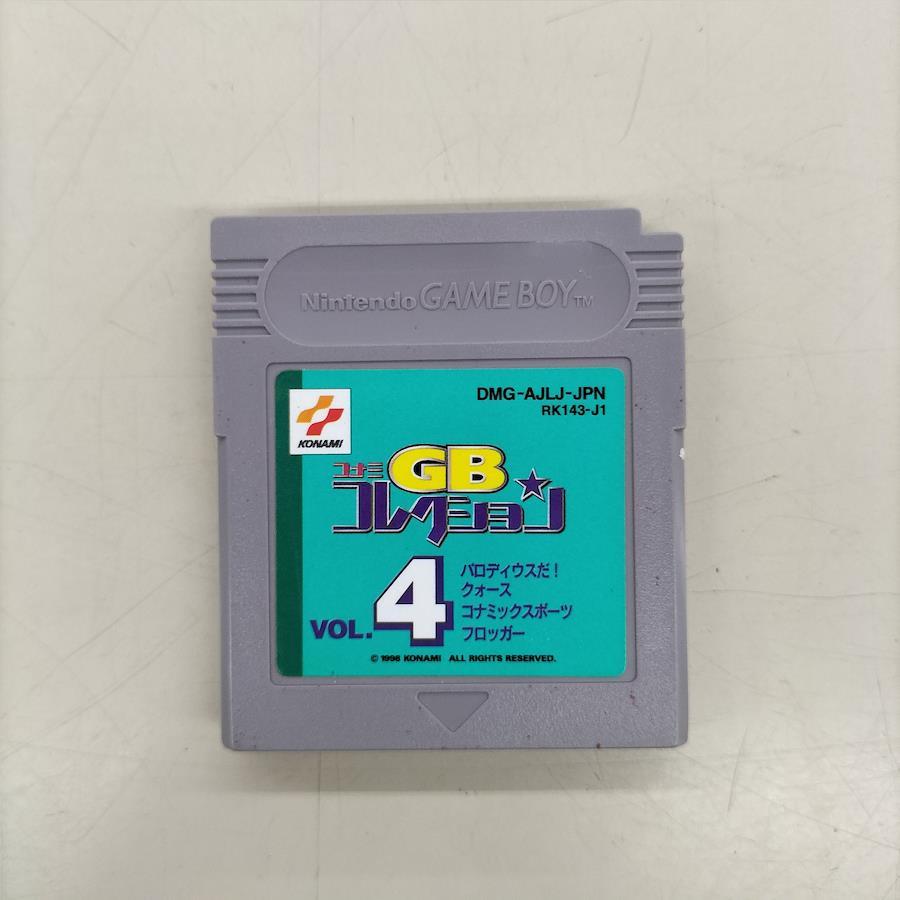 Nintendo GAME BOY TM
DMG-AJLJ-JPN
RK143-J1
KONAMI
コナミ GB
コレクション
VOL. 4
パロディウスだ!
クォース
コナミックスポーツ
フロッガー
© 1998 KONAMI ALL RIGHTS RESERVED.